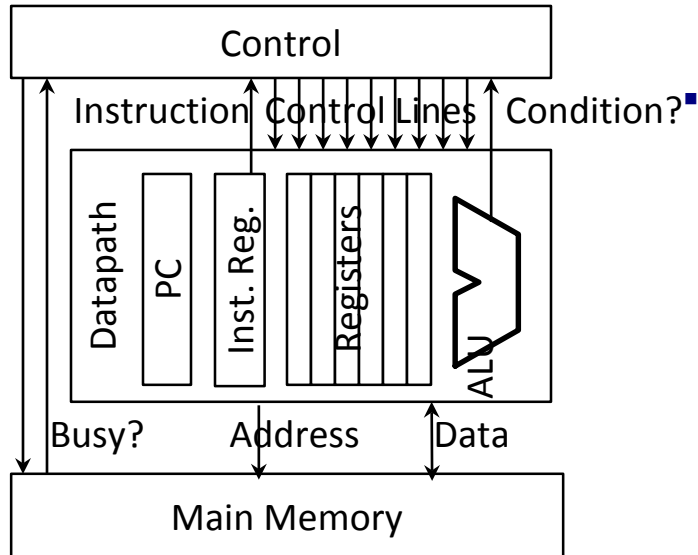 Control
Instruction Control Lines Condition?
Datapath
PC
Inst. Reg.
Registers
ALU
Busy? Address Data
Main Memory